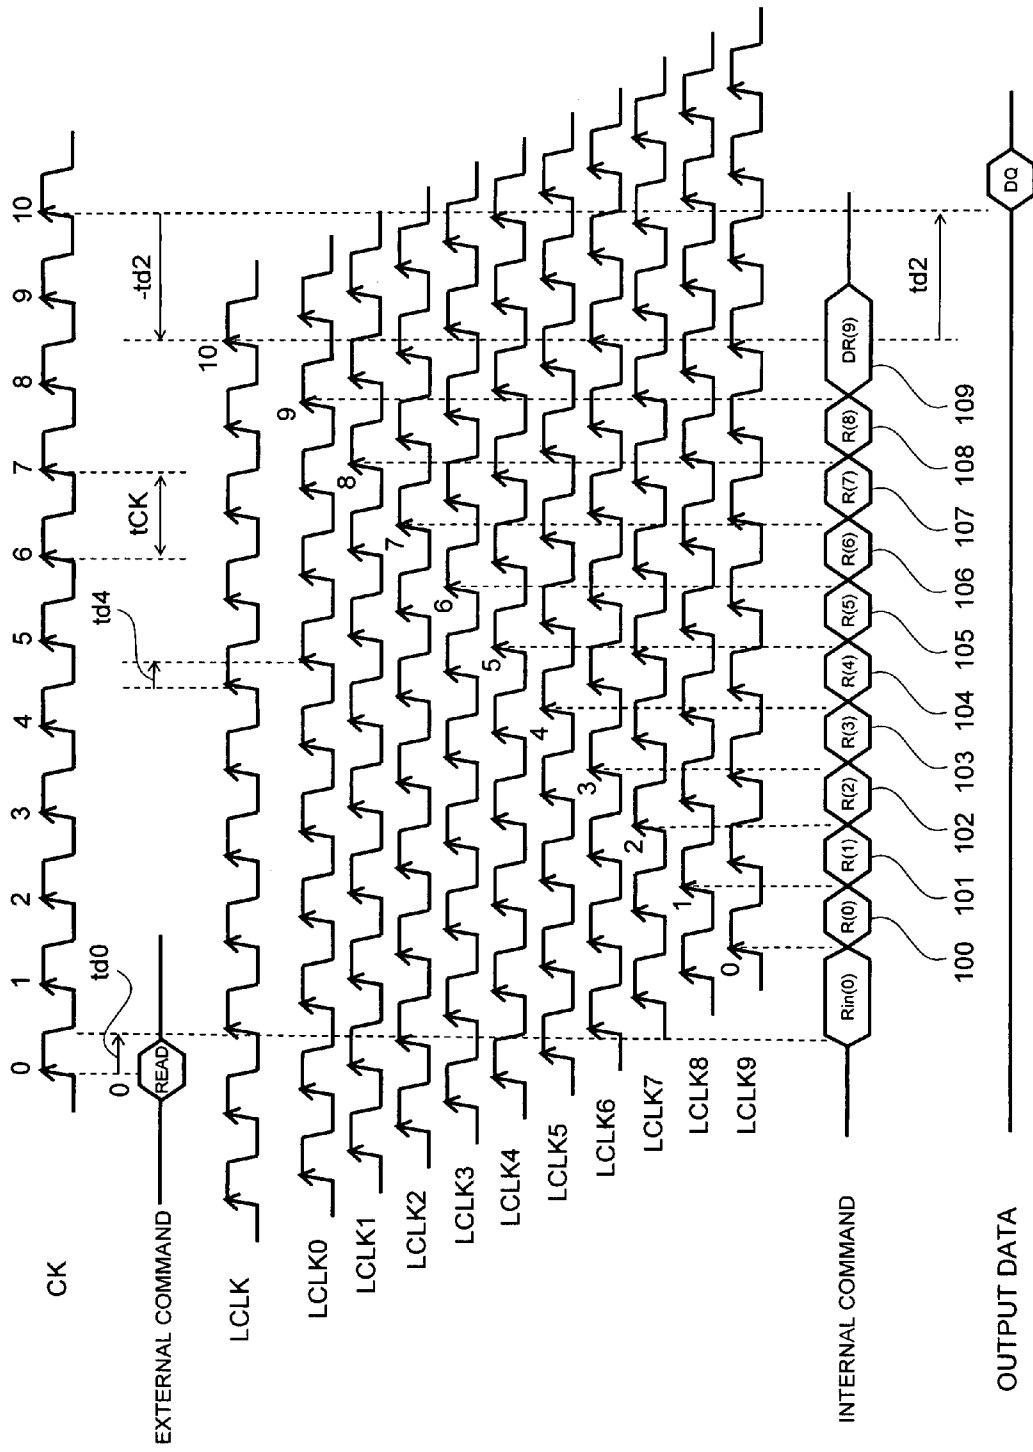 CK
0 1 2 3 4 5 6 7 8 9 10
td0
td4
tCK
-td2
EXTERNAL COMMAND
0
READ
LCLK
10
LCLK0
9
LCLK1
8
LCLK2
7
LCLK3
6
LCLK4
5
LCLK5
4
LCLK6
3
LCLK7
2
LCLK8
1
LCLK9
0
INTERNAL COMMAND
Rin(0) R(0) R(1) R(2) R(3) R(4) R(5) R(6) R(7) R(8) DR(9)
100 101 102 103 104 105 106 107 108 109
td2
OUTPUT DATA
DQ